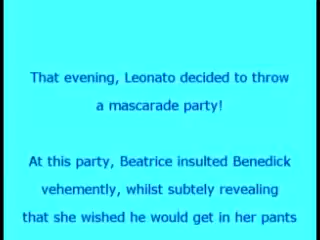 That evening, Leonato decided to throw
a mascarade party!
At this party, Beatrice insulted Benedick
vehemently, whilst subtely revealing
that she wished he would get in her pants